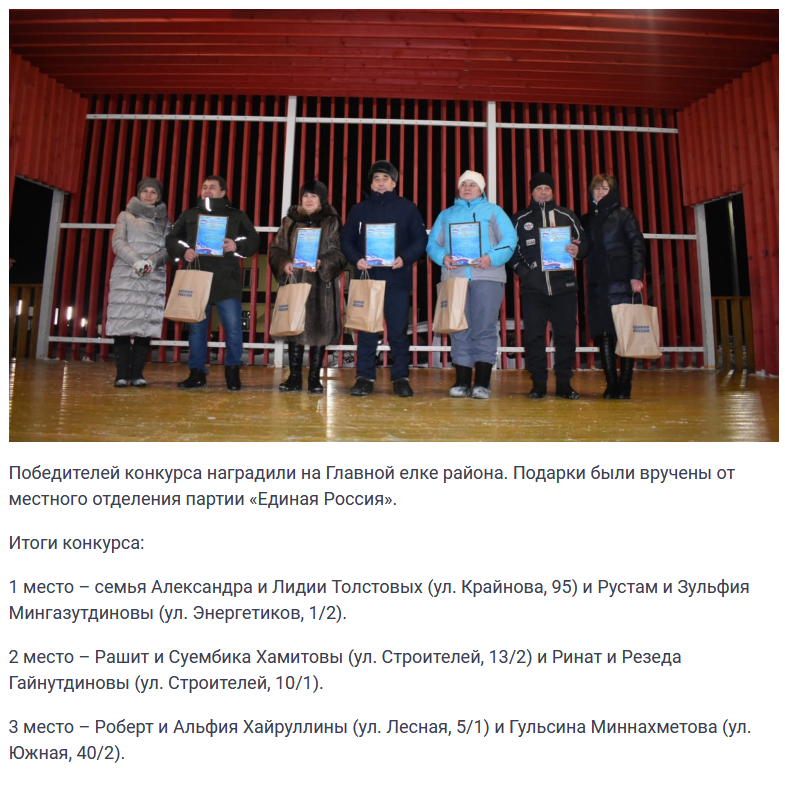 ЕДИНАЯ
РОССИЯ
Победителей конкурса наградили на Главной елке района. Подарки были вручены от
местного отделения партии «Единая Россия».
Итоги конкурса:
1 место – семья Александра и Лидии Толстовых (ул. Крайнова, 95) и Рустам и Зульфия
Мингазутдиновы (ул. Энергетиков, 1/2).
2 место – Рашит и Суембика Хамитовы (ул. Строителей, 13/2) и Ринат и Резеда
Гайнутдиновы (ул. Строителей, 10/1).
3 место – Роберт и Альфия Хайруллины (ул. Лесная, 5/1) и Гульсина Миннахметова (ул.
Южная, 40/2).